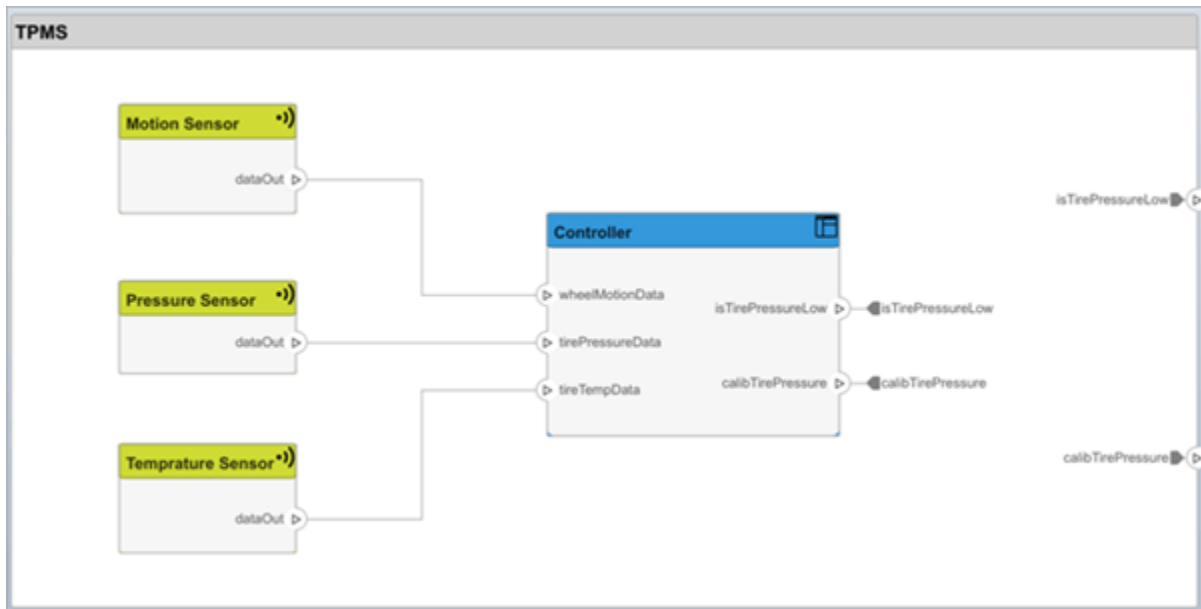 TPMS
Motion Sensor
dataOut
isTirePressureLow
Controller
Pressure Sensor
wheelMotionData
isTirePressureLow
isTirePressureLow
dataOut
tirePressureData
calibTirePressure
calibTirePressure
tireTempData
Temprature Sensor
calibTirePressure
dataOut